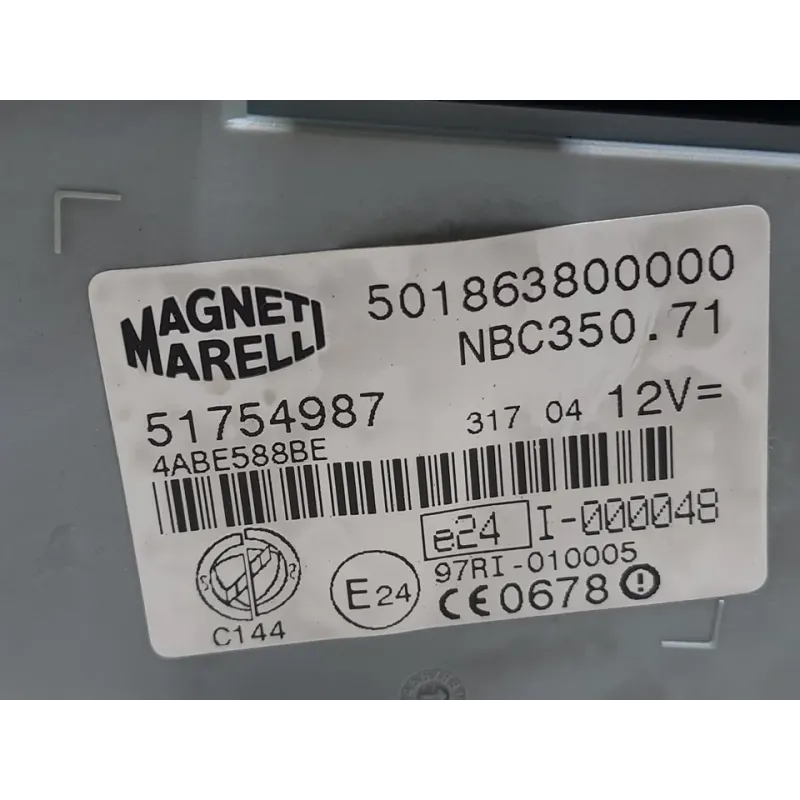 MAGNETI
MARELLI
501863800000
NBC350.71
51754987
317 04 12V=
4ABE588BE
e24 I-000048
97RI-010005
E24
CE0678
C144